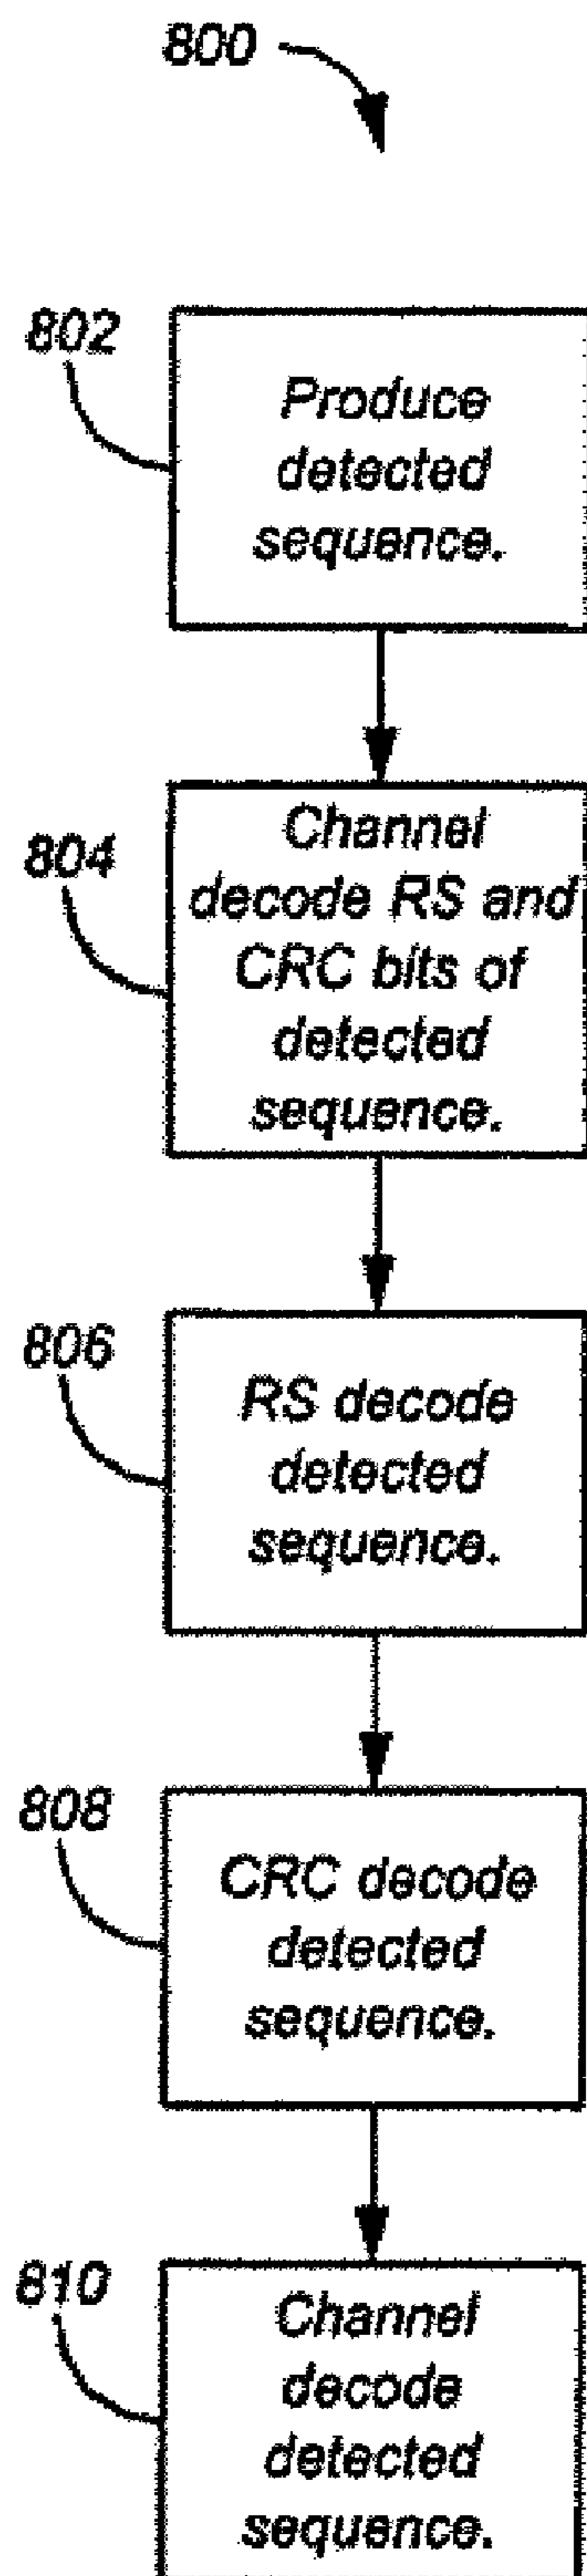 800
802
Produce
detected
sequence.
804
Channel
decode RS and
CRC bits of
detected
sequence.
806
RS decode
detected
sequence.
808
CRC decode
detected
sequence.
810
Channel
decode
detected
sequence.